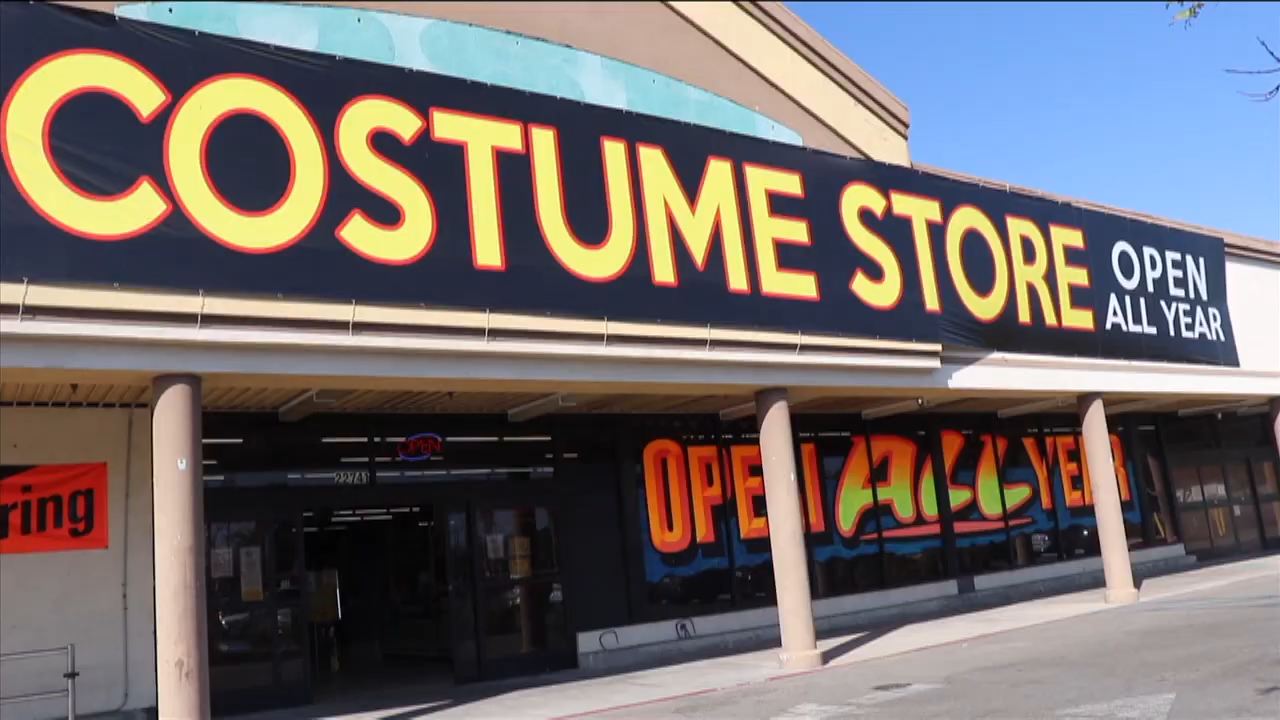 COSTUME STORE
OPEN
ALL YEAR
OPEN
22741
ring
OPEN ALL YEAR